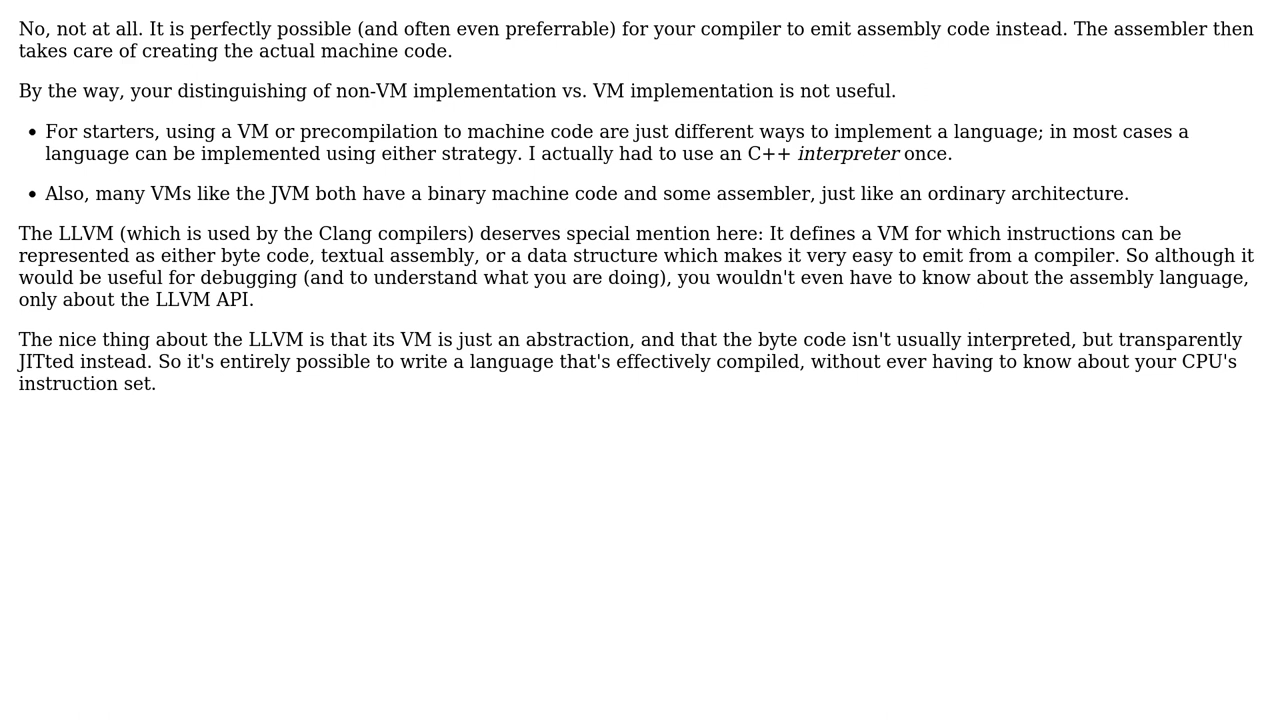 No, not at all. It is perfectly possible (and often even preferrable) for your compiler to emit assembly code instead. The assembler then
takes care of creating the actual machine code.
By the way, your distinguishing of non-VM implementation vs. VM implementation is not useful.
• For starters, using a VM or precompilation to machine code are just different ways to implement a language; in most cases a
language can be implemented using either strategy. I actually had to use an C++ interpreter once.
• Also, many VMs like the JVM both have a binary machine code and some assembler, just like an ordinary architecture.
The LLVM (which is used by the Clang compilers) deserves special mention here: It defines a VM for which instructions can be
represented as either byte code, textual assembly, or a data structure which makes it very easy to emit from a compiler. So although it
would be useful for debugging (and to understand what you are doing), you wouldn't even have to know about the assembly language,
only about the LLVM API.
The nice thing about the LLVM is that its VM is just an abstraction, and that the byte code isn't usually interpreted, but transparently
JITted instead. So it's entirely possible to write a language that's effectively compiled, without ever having to know about your CPU's
instruction set.